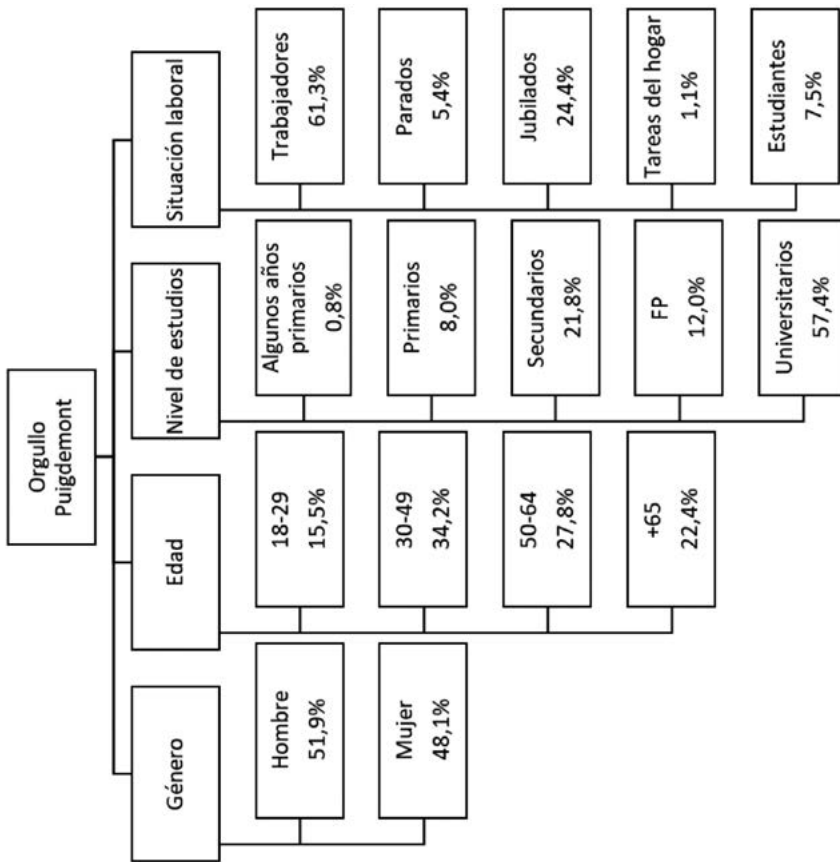 Orgullo
Puigdemont
Género
Hombre
51,9%
Mujer
48,1%
Edad
18-29
15,5%
30-49
34,2%
50-64
27,8%
+65
22,4%
Nivel de estudios
Algunos años
primarios
0,8%
Primarios
8,0%
Secundarios
21,8%
FP
12,0%
Universitarios
57,4%
Situación laboral
Trabajadores
61,3%
Parados
5,4%
Jubilados
24,4%
Tareas del hogar
1,1%
Estudiantes
7,5%